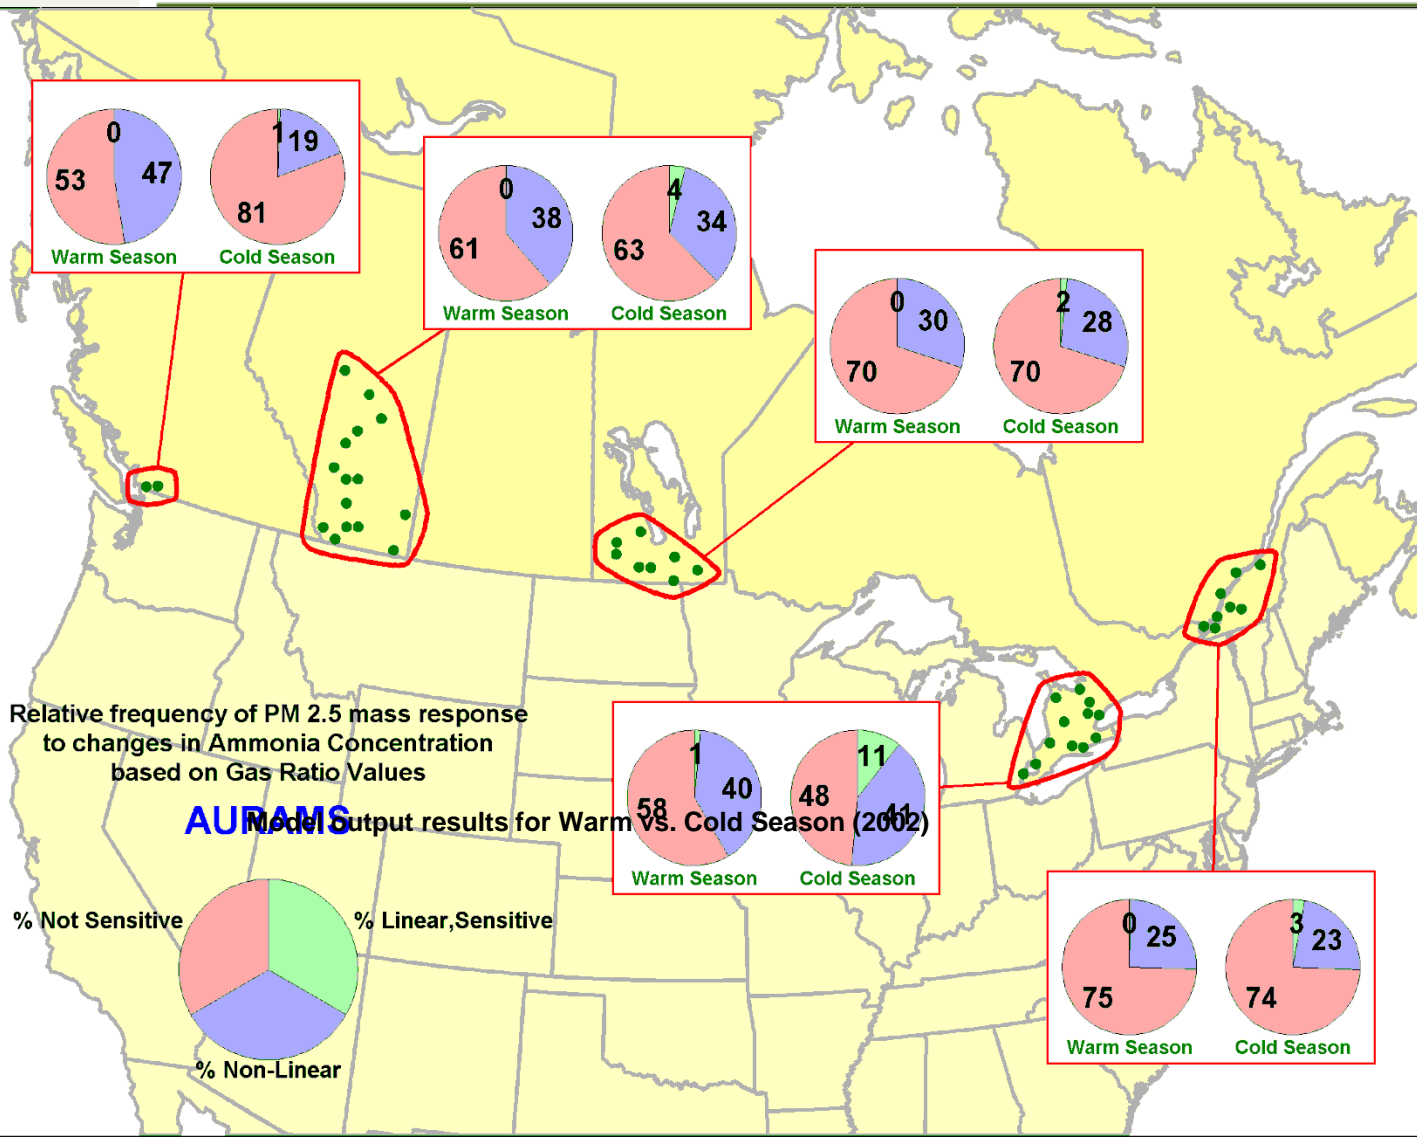 0
53
47
Warm Season
1
19
81
Cold Season
0
38
61
Warm Season
4
34
63
Cold Season
0
30
70
Warm Season
2
28
70
Cold Season
Relative frequency of PM 2.5 mass response
to changes in Ammonia Concentration
based on Gas Ratio Values
AURAMS
Model output results for Warm vs. Cold Season (2002)
1
40
58
Warm Season
11
48
41
Cold Season
% Not Sensitive
% Linear,Sensitive
% Non-Linear
0
25
75
Warm Season
3
23
74
Cold Season